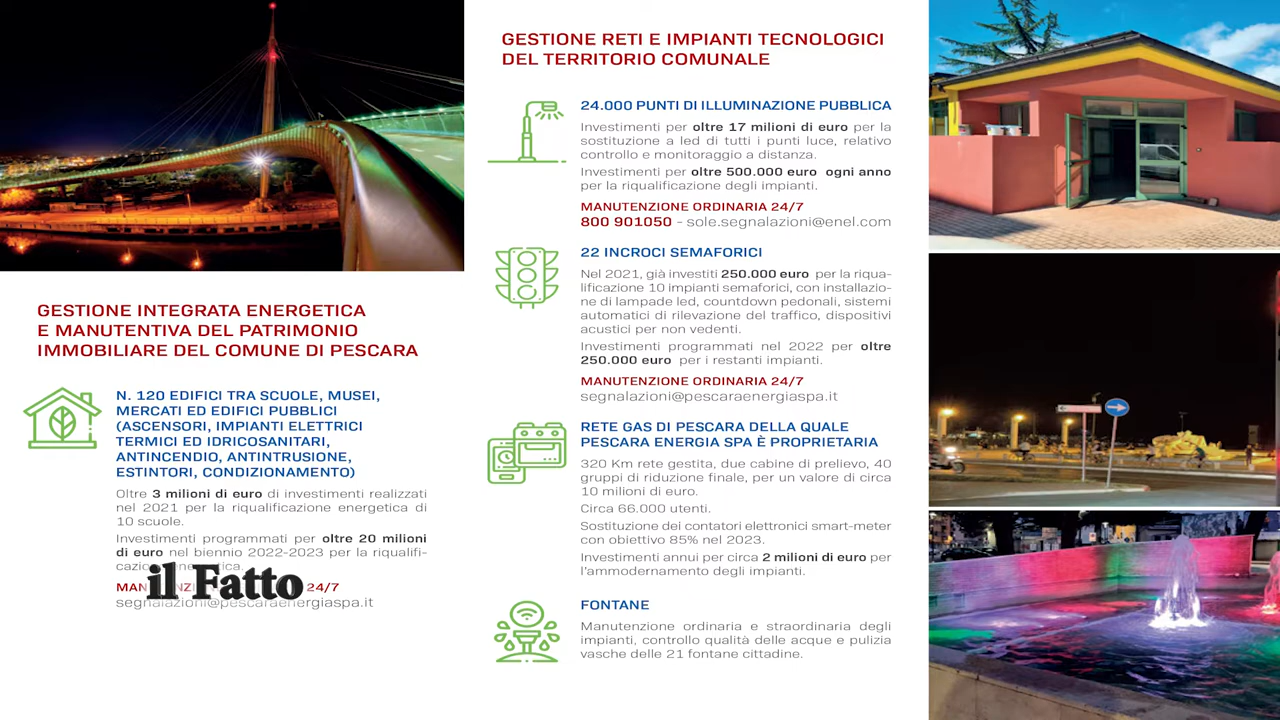 GESTIONE INTEGRATA ENERGETICA
E MANUTENTIVA DEL PATRIMONIO
IMMOBILIARE DEL COMUNE DI PESCARA
N. 120 EDIFICI TRA SCUOLE, MUSEI,
MERCATI ED EDIFICI PUBBLICI
(ASCENSORI, IMPIANTI ELETTRICI
TERMICI ED IDRICOSANITARI,
ANTINCENDIO, ANTINTRUSIONE,
ESTINTORI, CONDIZIONAMENTO)
Oltre 3 milioni di euro di investimenti realizzati
nel 2021 per la riqualificazione energetica di
10 scuole.
Investimenti programmati per oltre 20 milioni
di euro nel biennio 2022-2023 per la riqualifi-
cazione energetica.
24/7
il Fatto
segnalazioni@pescaraenergiaspa.it
GESTIONE RETI E IMPIANTI TECNOLOGICI
DEL TERRITORIO COMUNALE
24.000 PUNTI DI ILLUMINAZIONE PUBBLICA
Investimenti per oltre 17 milioni di euro per la
sostituzione a led di tutti i punti luce, relativo
controllo e monitoraggio a distanza.
Investimenti per oltre 500.000 euro ogni anno
per la riqualificazione degli impianti.
MANUTENZIONE ORDINARIA 24/7
800 901050 - sole.segnalazioni@enel.com
22 INCROCI SEMAFORICI
Nel 2021, già investiti 250.000 euro per la riqua-
lificazione 10 impianti semaforici, con installazio-
ne di lampade led, countdown pedonali, sistemi
automatici di rilevazione del traffico, dispositivi
acustici per non vedenti.
Investimenti programmati nel 2022 per oltre
250.000 euro per i restanti impianti.
MANUTENZIONE ORDINARIA 24/7
segnalazioni@pescaraenergiaspa.it
RETE GAS DI PESCARA DELLA QUALE
PESCARA ENERGIA SPA È PROPRIETARIA
320 Km rete gestita, due cabine di prelievo, 40
gruppi di riduzione finale, per un valore di circa
10 milioni di euro.
Circa 66.000 utenti.
Sostituzione dei contatori elettronici smart-meter
con obiettivo 85% nel 2023.
Investimenti annui per circa 2 milioni di euro per
l'ammodernamento degli impianti.
FONTANE
Manutenzione ordinaria e straordinaria degli
impianti, controllo qualità delle acque e pulizia
vasche delle 21 fontane cittadine.